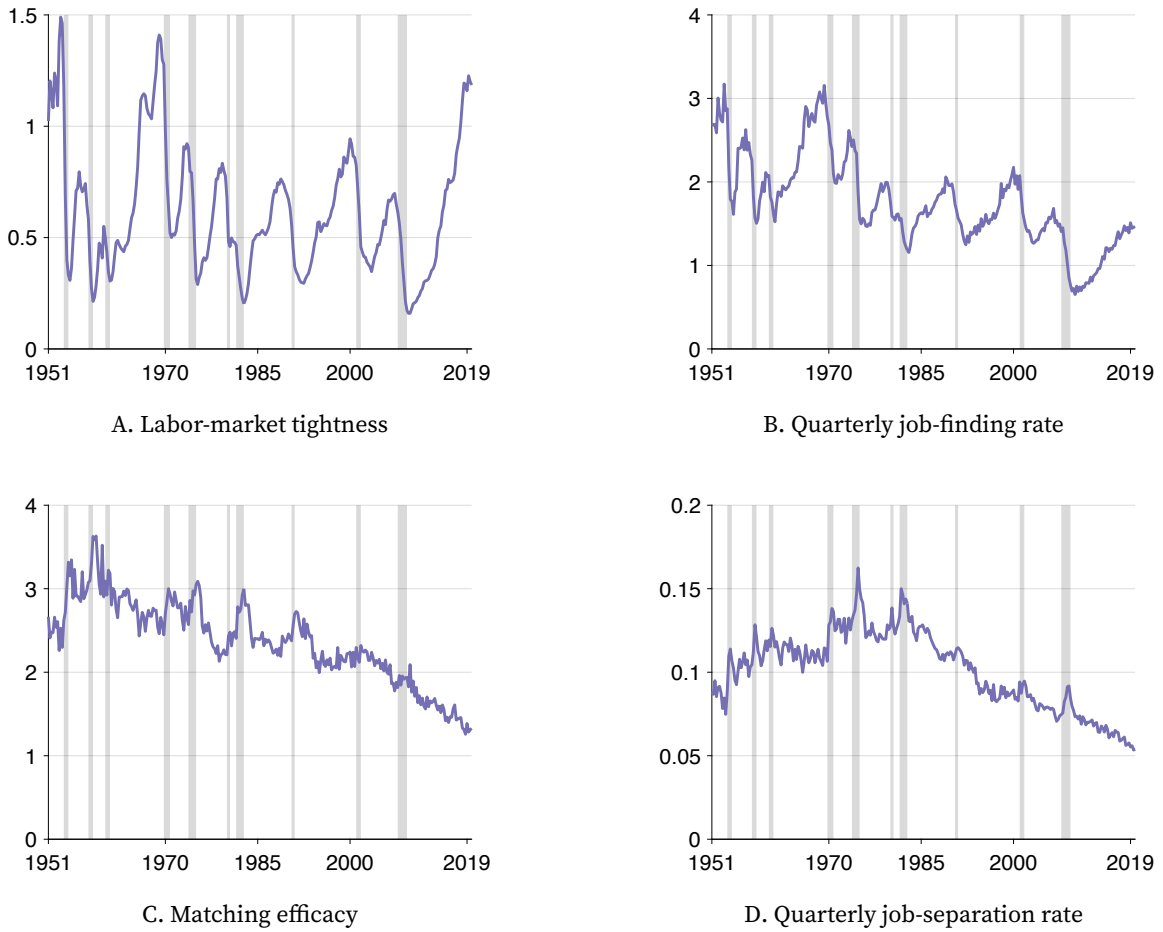 1.5
1
0.5
0
1951 1970 1985 2000 2019
A. Labor-market tightness
4
3
2
1
0
1951 1970 1985 2000 2019
B. Quarterly job-finding rate
4
3
2
1
0
1951 1970 1985 2000 2019
C. Matching efficacy
0.2
0.15
0.1
0.05
0
1951 1970 1985 2000 2019
D. Quarterly job-separation rate